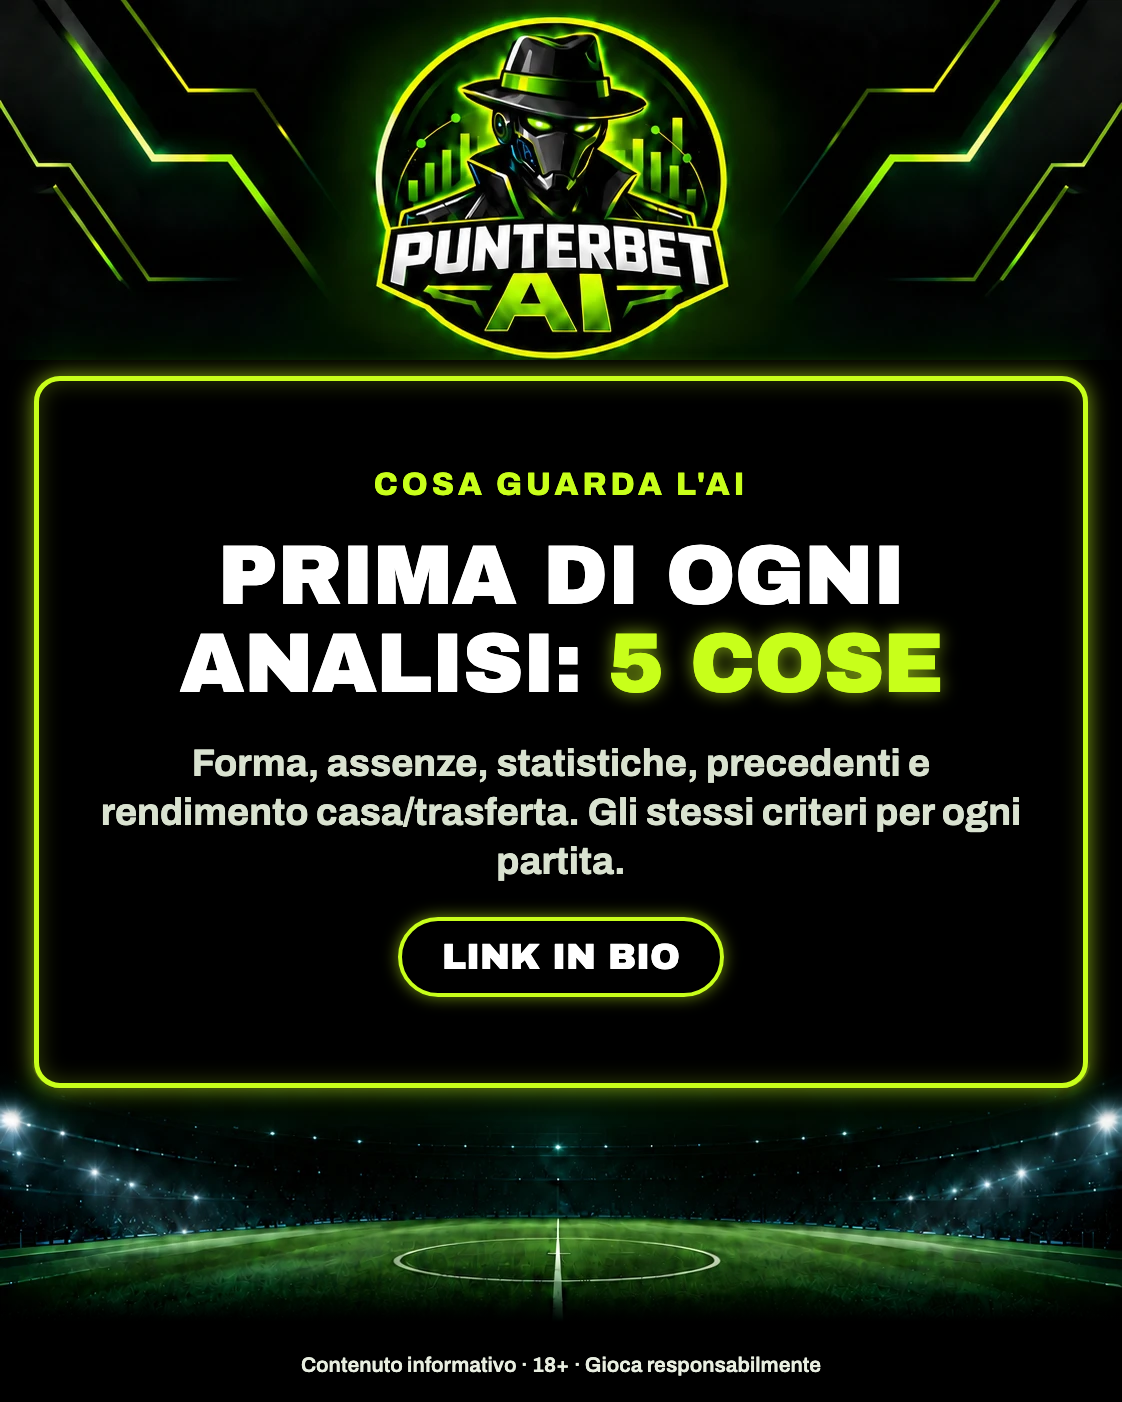 PUNTERBET
AI
COSA GUARDA L'AI
PRIMA DI OGNI
ANALISI: 5 COSE
Forma, assenze, statistiche, precedenti e
rendimento casa/trasferta. Gli stessi criteri per ogni
partita.
LINK IN BIO
Contenuto informativo · 18+ · Gioca responsabilmente